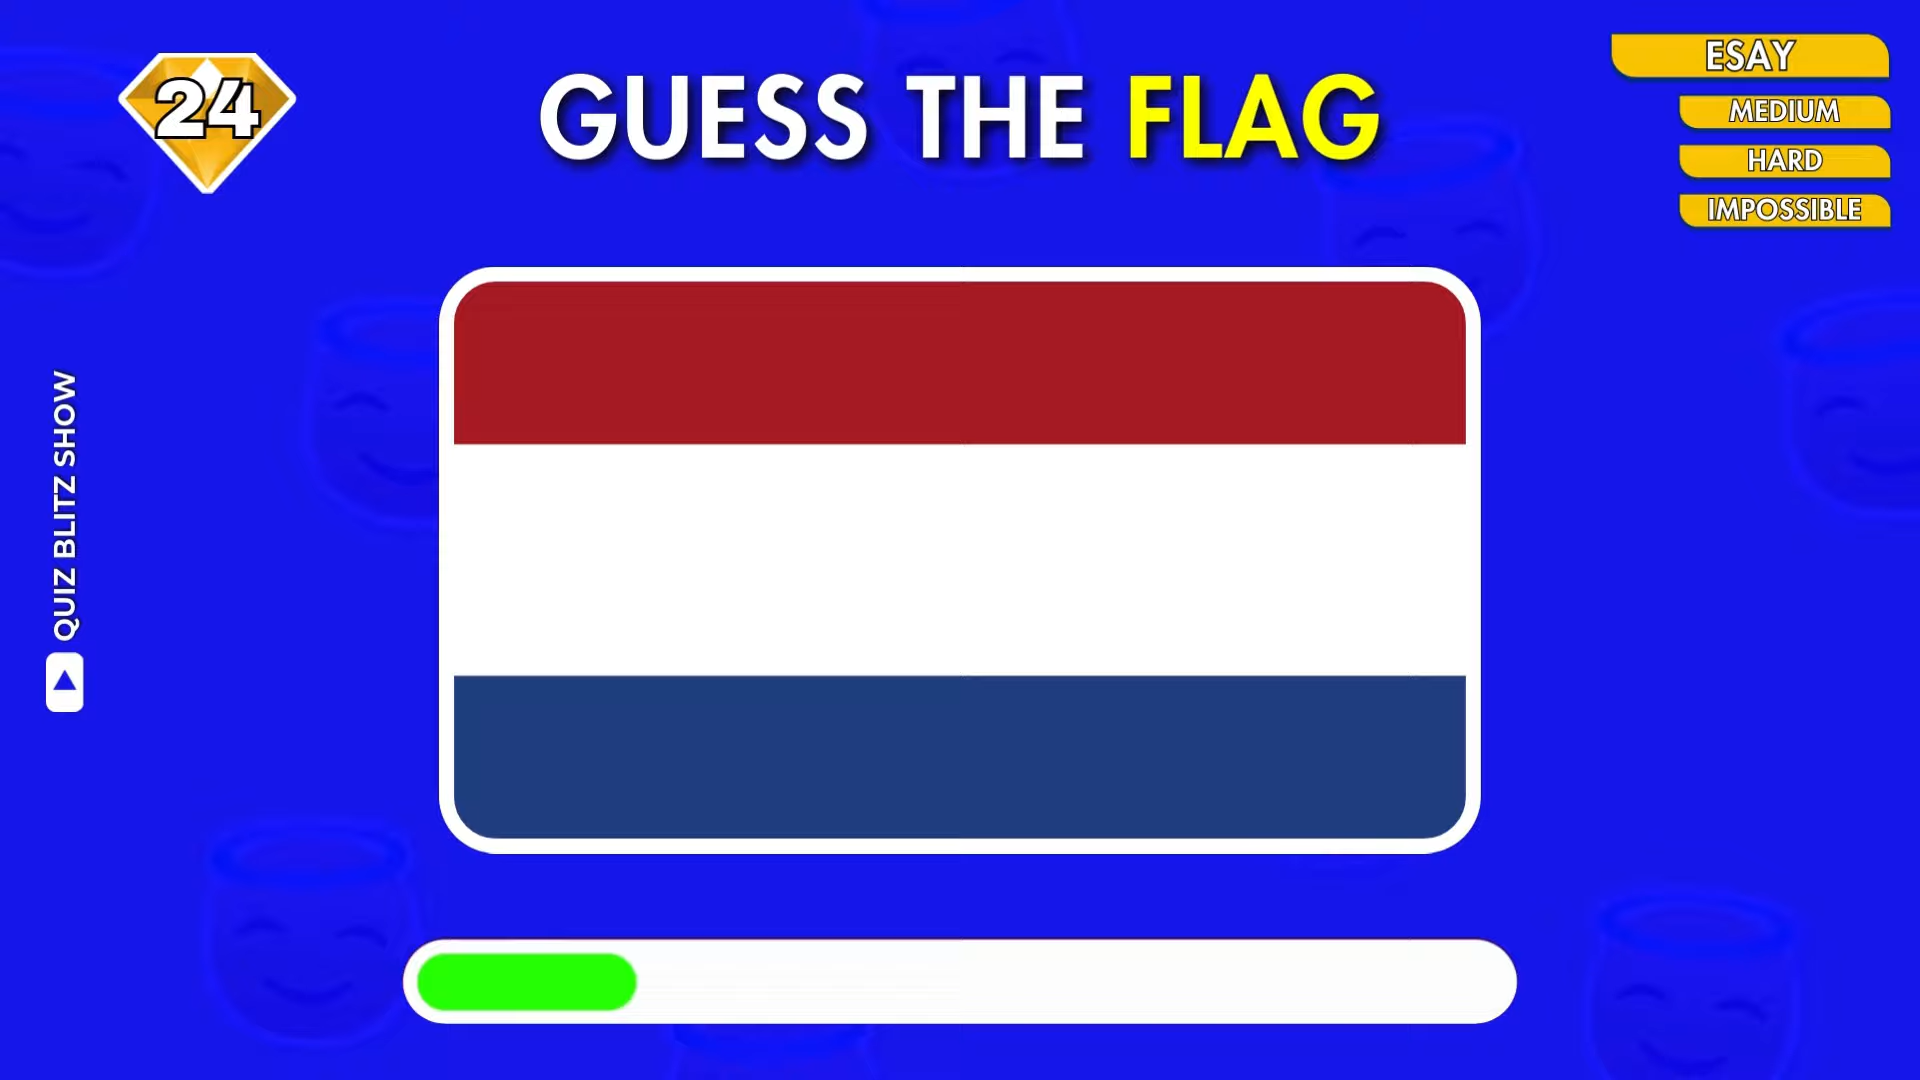 24
GUESS THE FLAG
ESAY
MEDIUM
HARD
IMPOSSIBLE
QUIZ BLITZ SHOW